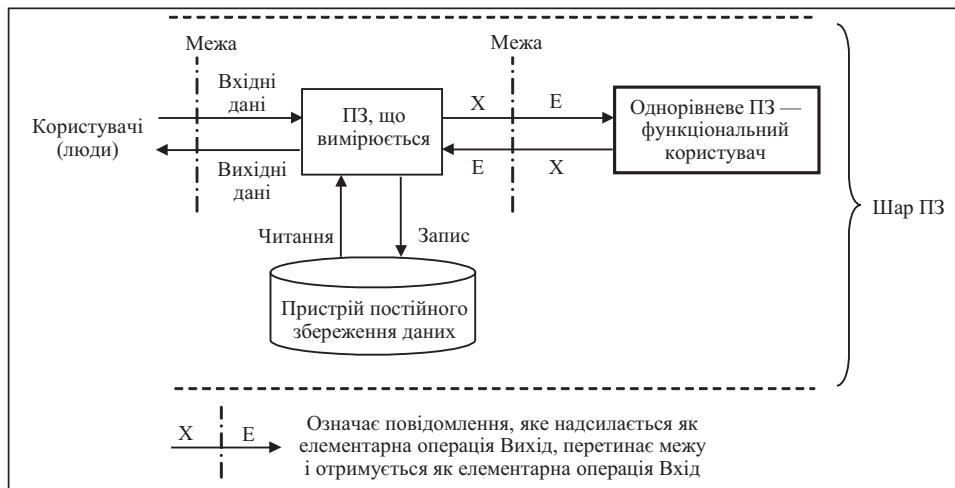 Межа
Межа
Вхідні
дані
Користувачі
(люди)
Вихідні
дані
ПЗ, що
вимірюється
X
E
E
X
Однорівневе ПЗ —
функціональний
користувач
Шар ПЗ
Читання
Запис
Пристрій постійного
збереження даних
X
E
Означає повідомлення, яке надсилається як
елементарна операція Вихід, перетинає межу
і отримується як елементарна операція Вхід